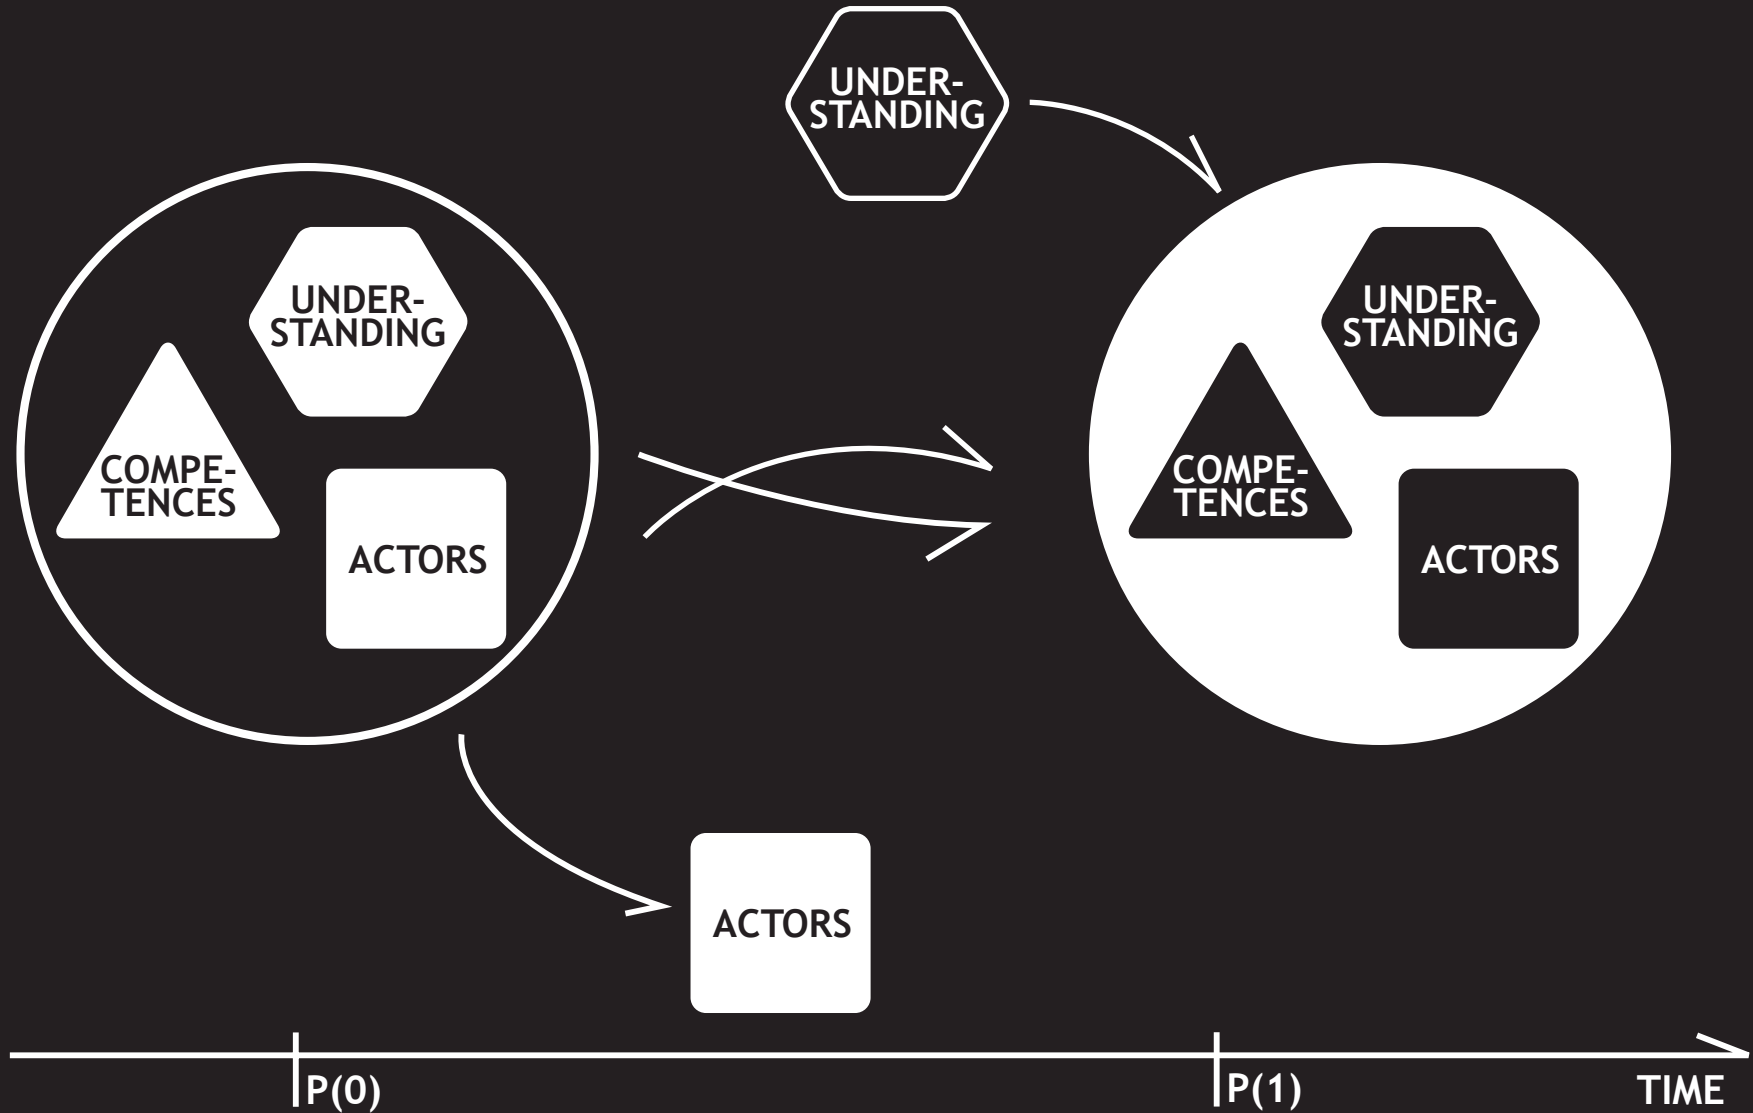 UNDER-
STANDING
UNDER-
STANDING
COMPE-
TENCES
ACTORS
UNDER-
STANDING
COMPE-
TENCES
ACTORS
ACTORS
P(0)
P(1)
TIME